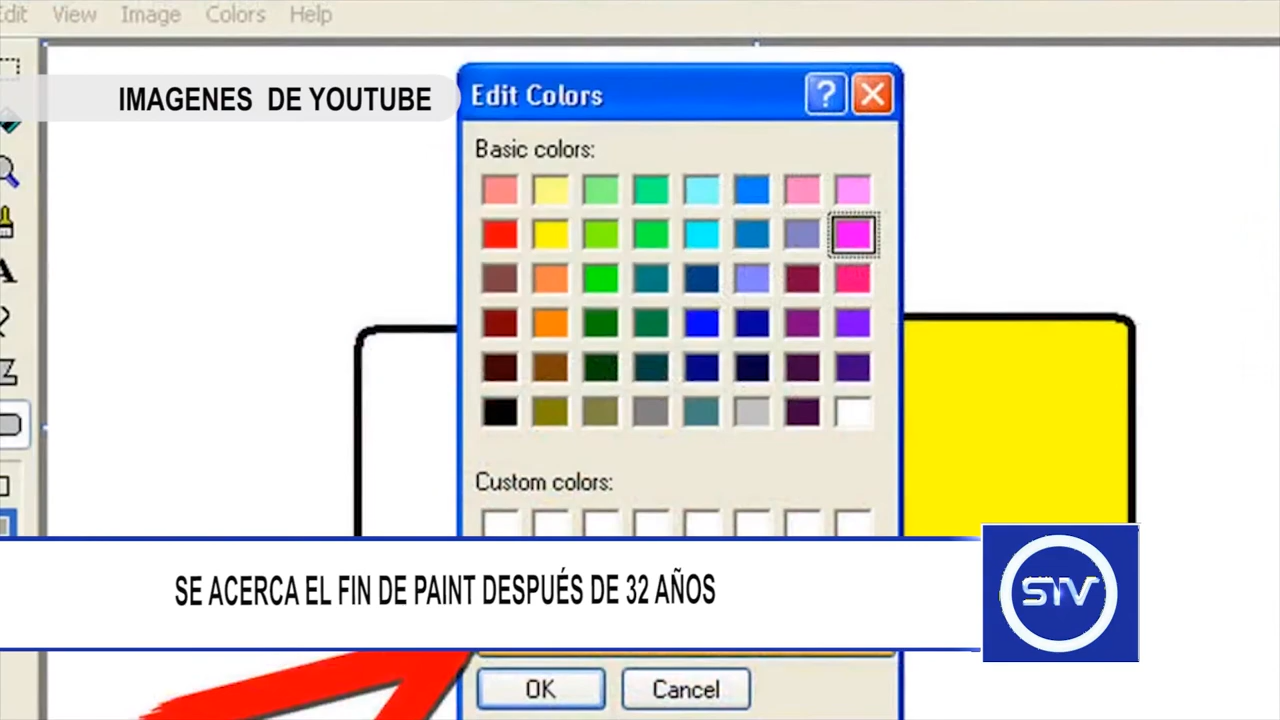 Edit View Image Colors Help
IMAGENES DE YOUTUBE
Edit Colors
?
Basic colors:
A
Custom colors:
SE ACERCA EL FIN DE PAINT DESPUÉS DE 32 AÑOS
STV
OK Cancel